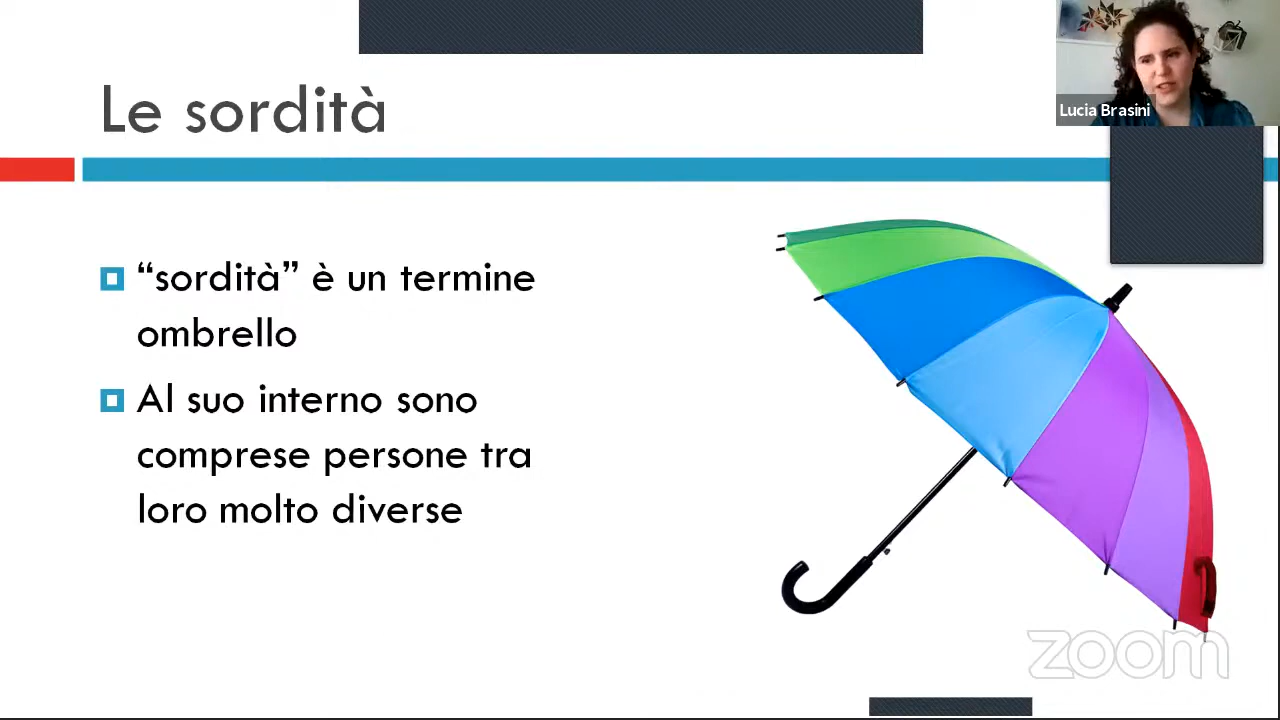 Le sordità
Lucia Brasini
“sordità” è un termine
ombrello
Al suo interno sono
comprese persone tra
loro molto diverse
zoom